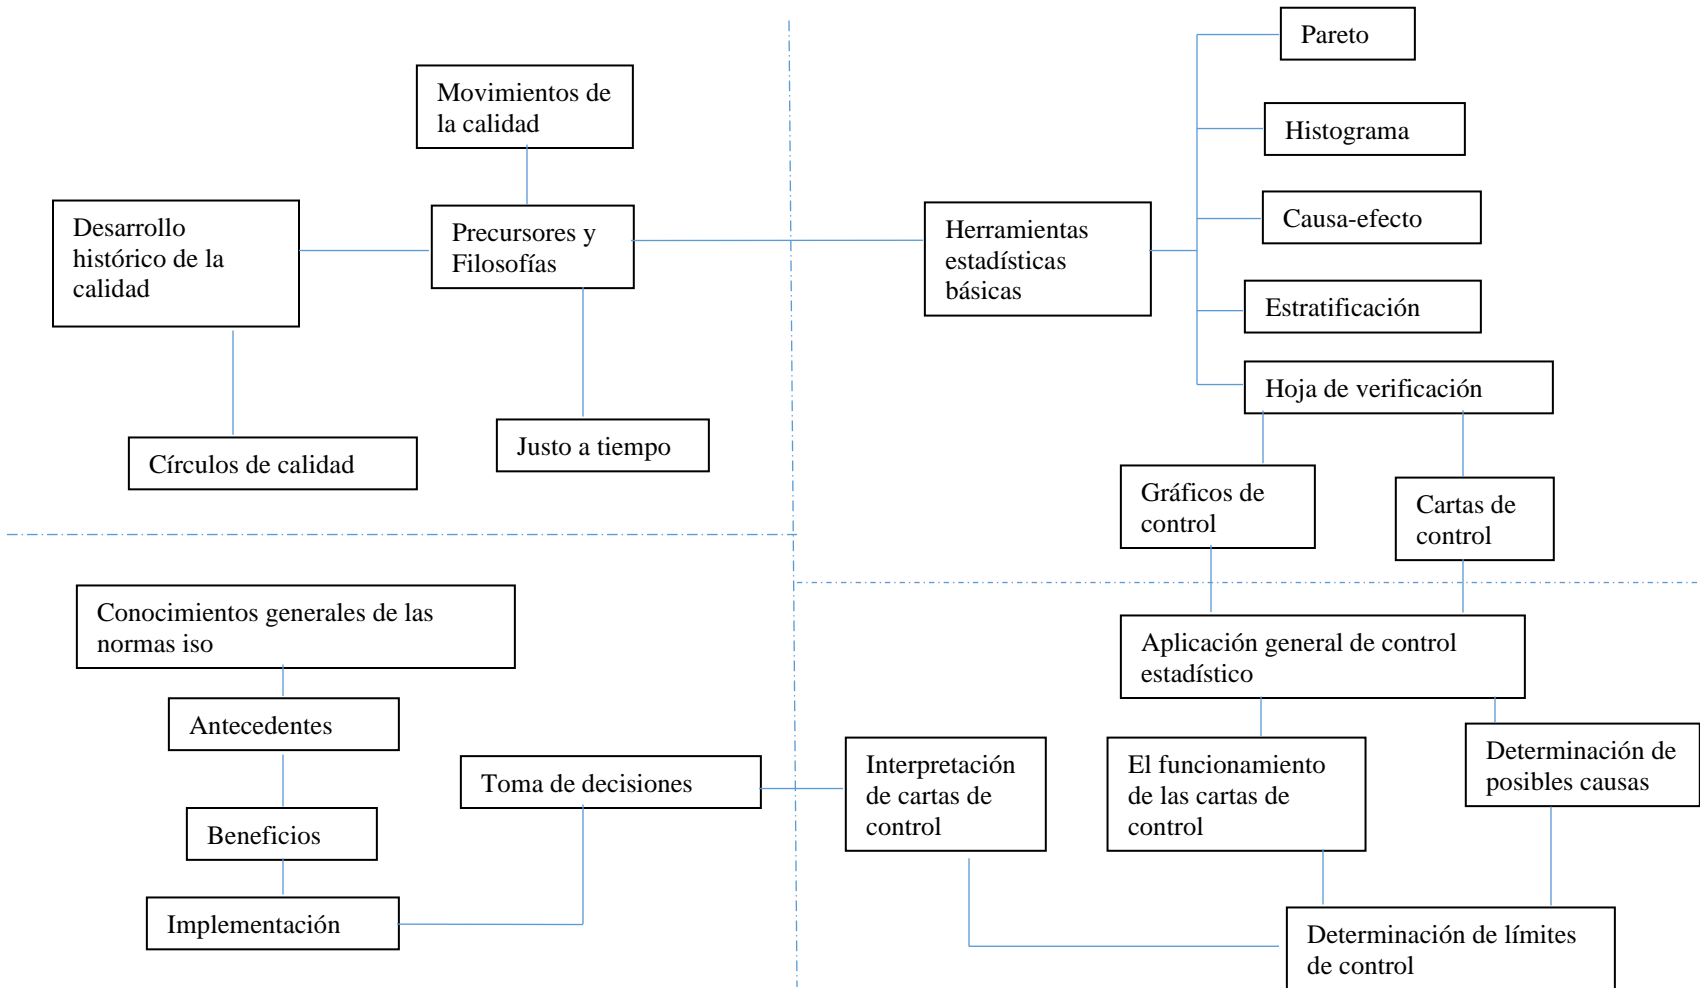 Movimientos de
la calidad
Desarrollo
histórico de la
calidad
Precursores y
Filosofías
Círculos de calidad
Justo a tiempo
Pareto
Histograma
Herramientas
estadísticas
básicas
Causa-efecto
Estratificación
Hoja de verificación
Gráficos de
control
Cartas de
control
Conocimientos generales de las
normas iso
Antecedentes
Beneficios
Implementación
Toma de decisiones
Aplicación general de control
estadístico
Interpretación
de cartas de
control
El funcionamiento
de las cartas de
control
Determinación de
posibles causas
Determinación de límites
de control